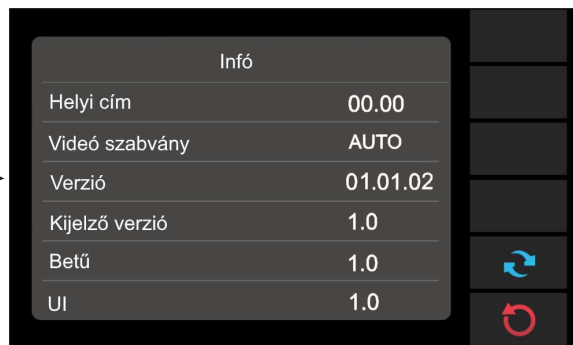 Infó
Helyi cím 00.00
Videó szabvány AUTO
Verzió 01.01.02
Kijelző verzió 1.0
Betű 1.0
UI 1.0